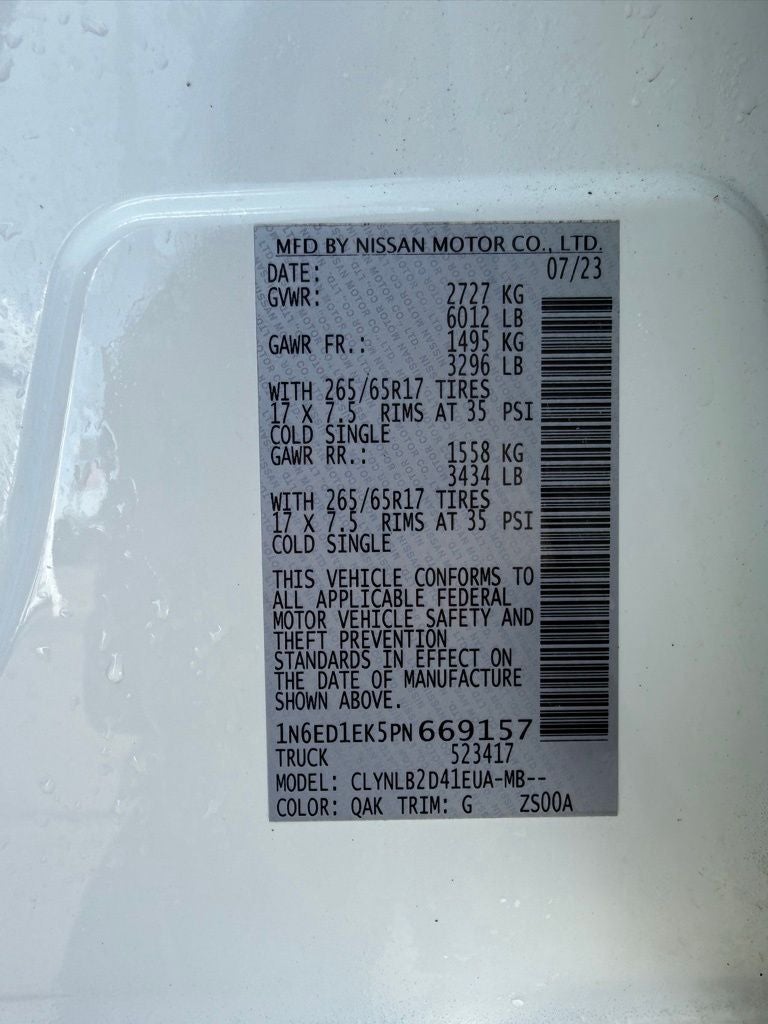 MFD BY NISSAN MOTOR CO., LTD.
DATE: 07/23
GVWR: 2727 KG
6012 LB
GAWR FR.: 1495 KG
3296 LB
WITH 265/65R17 TIRES
17 X 7.5 RIMS AT 35 PSI
COLD SINGLE
GAWR RR.: 1558 KG
3434 LB
WITH 265/65R17 TIRES
17 X 7.5 RIMS AT 35 PSI
COLD SINGLE
THIS VEHICLE CONFORMS TO
ALL APPLICABLE FEDERAL
MOTOR VEHICLE SAFETY AND
THEFT PREVENTION
STANDARDS IN EFFECT ON
THE DATE OF MANUFACTURE
SHOWN ABOVE.
1N6ED1EK5PN669157
TRUCK 523417
MODEL: CLYNLB2D41EUA-MB--
COLOR: QAK TRIM: G ZS00A